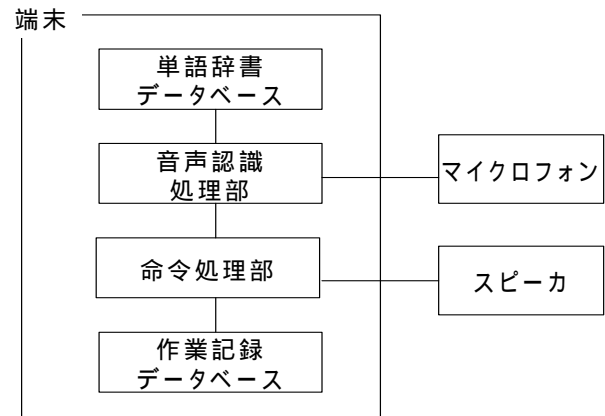 端末
単語辞書
データベース
音声認識
処理部
マイクロフォン
命令処理部
スピーカ
作業記録
データベース